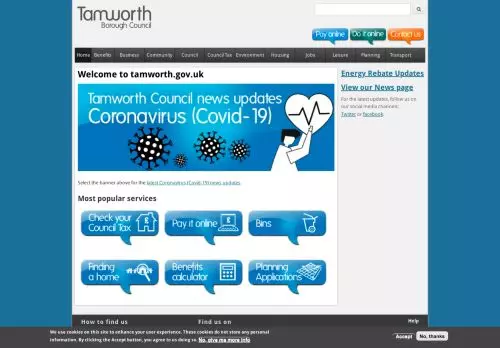 Tamworth
Borough Council
Pay online
Do it online
Contact us
Home Benefits Business Community Council Council Tax Environment Housing Jobs Leisure Planning Transport
Welcome to tamworth.gov.uk
Tamworth Council news updates
Coronavirus (Covid-19)
Select the banner above for the latest Coronavirus (Covid-19) news updates.
Energy Rebate Updates
View our News page
For the latest updates, follow us on
our social media channels:
Twitter or Facebook
Most popular services
Check your
Council Tax
Pay it online
Bins
Finding
a home
Benefits
calculator
Planning
Applications
How to find us
Find us on
Help
We use cookies on this site to enhance your user experience. These cookies do not store any personal
information. By clicking the Accept button, you agree to us doing so. No, give me more info
Accept
No, thanks